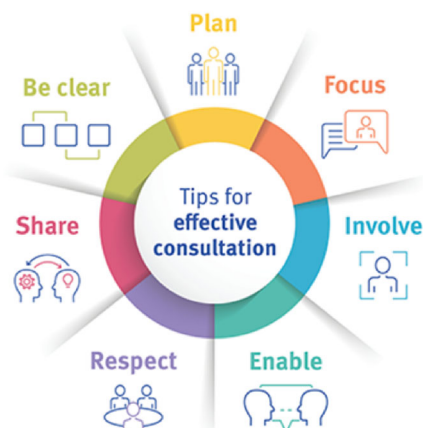 Plan
Focus
Involve
Enable
Respect
Share
Be clear
Tips for
effective
consultation